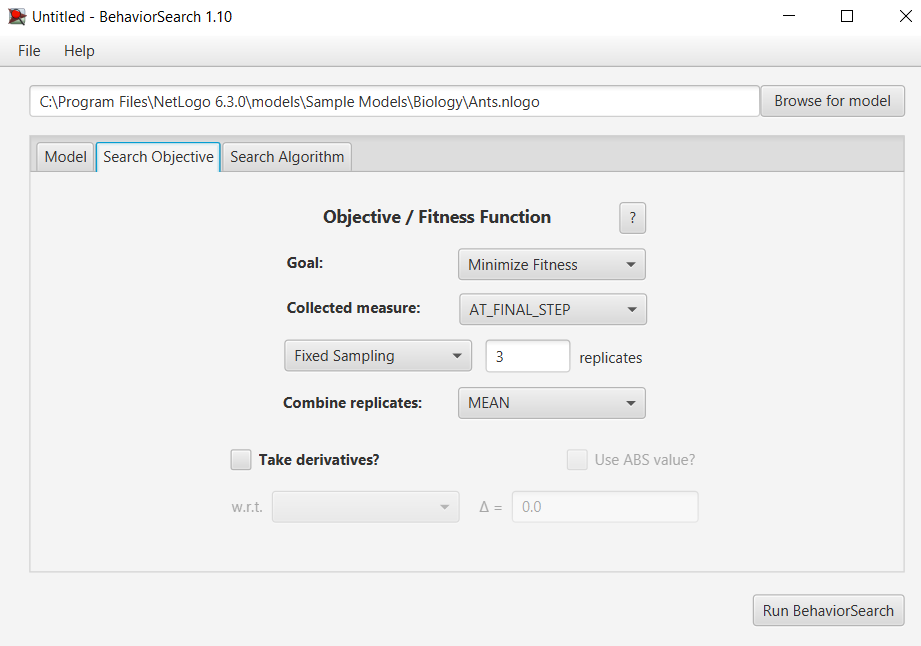 Untitled - BehaviorSearch 1.10
File Help
C:\Program Files\NetLogo 6.3.0\models\Sample Models\Biology\Ants.nlogo Browse for model
Model Search Objective Search Algorithm
Objective / Fitness Function ?
Goal: Minimize Fitness
Collected measure: AT_FINAL_STEP
Fixed Sampling 3 replicates
Combine replicates: MEAN
Take derivatives? Use ABS value?
w.r.t. Δ = 0.0
Run BehaviorSearch